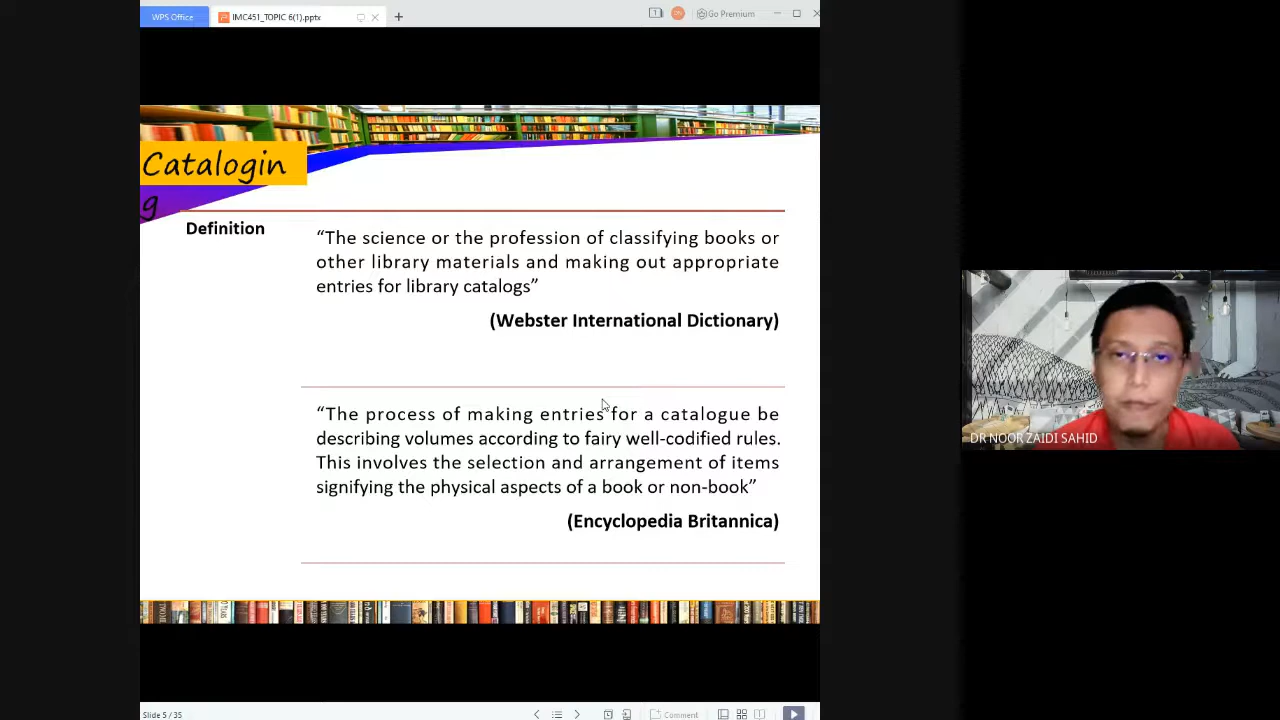 WPS Office
IMC451_TOPIC 6(1).pptx
Go Premium
Catalogin
g
Definition
“The science or the profession of classifying books or
other library materials and making out appropriate
entries for library catalogs”
(Webster International Dictionary)
“The process of making entries for a catalogue be
describing volumes according to fairy well-codified rules.
This involves the selection and arrangement of items
signifying the physical aspects of a book or non-book”
(Encyclopedia Britannica)
DR NOOR ZAIDI SAHID
Slide 5 / 35
Comment